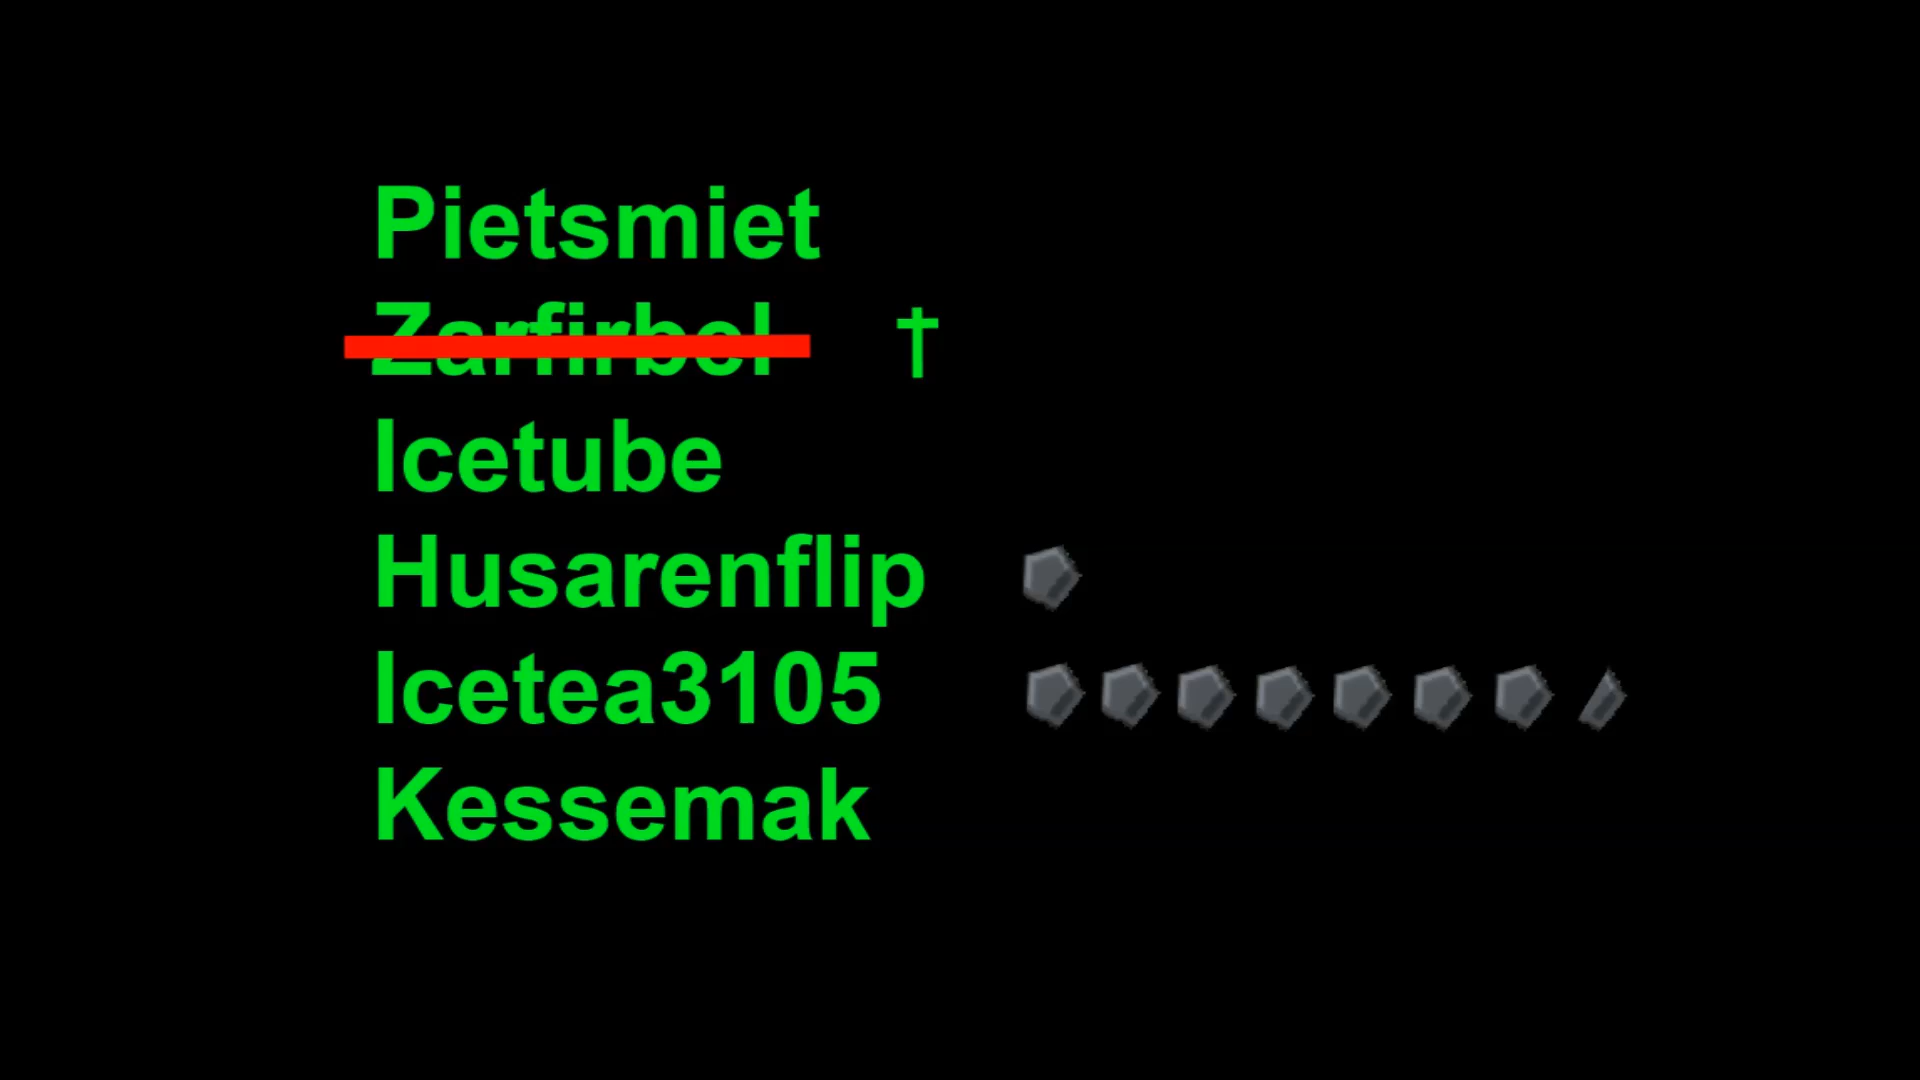 Pietsmiet
Zarfirbel †
Icetube
Husarenflip
Icetea3105
Kessemak